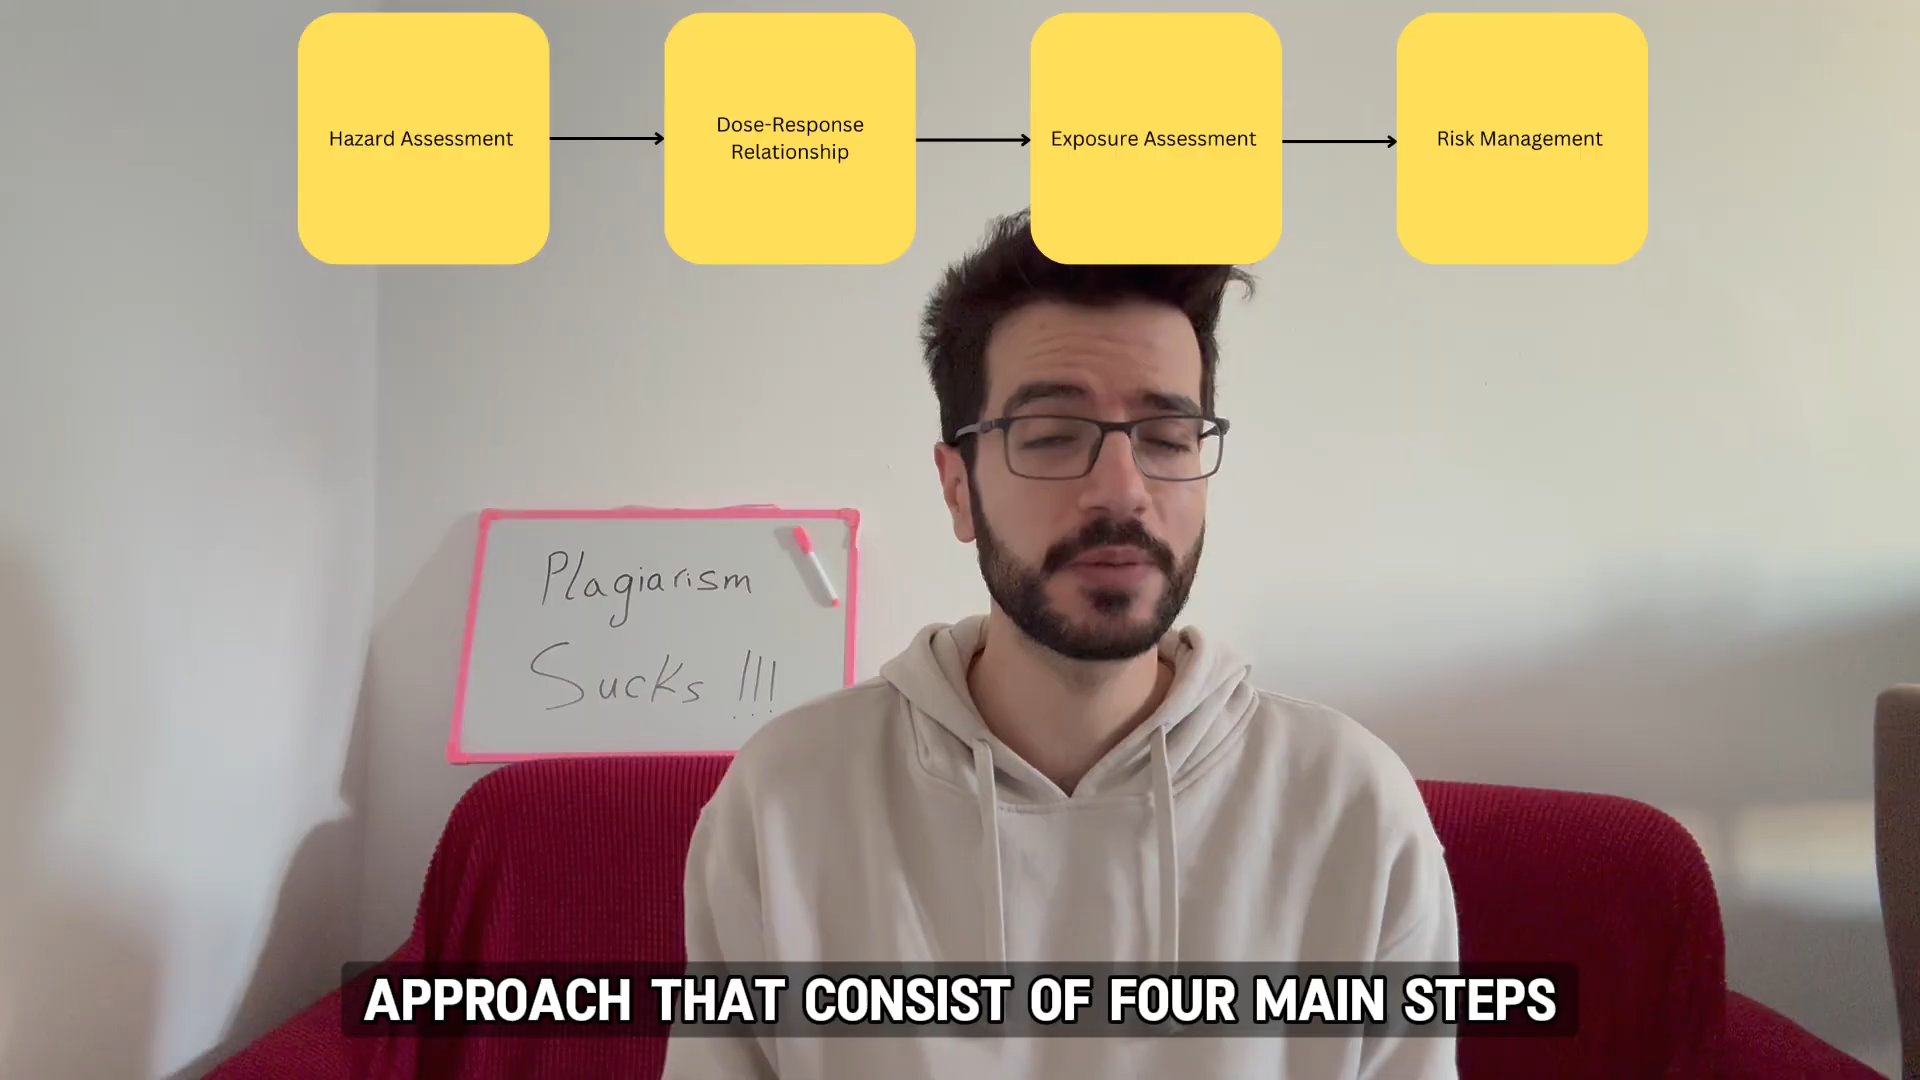 Hazard Assessment
Dose-Response
Relationship
Exposure Assessment
Risk Management
Plagiarism
Sucks !!!
APPROACH THAT CONSIST OF FOUR MAIN STEPS